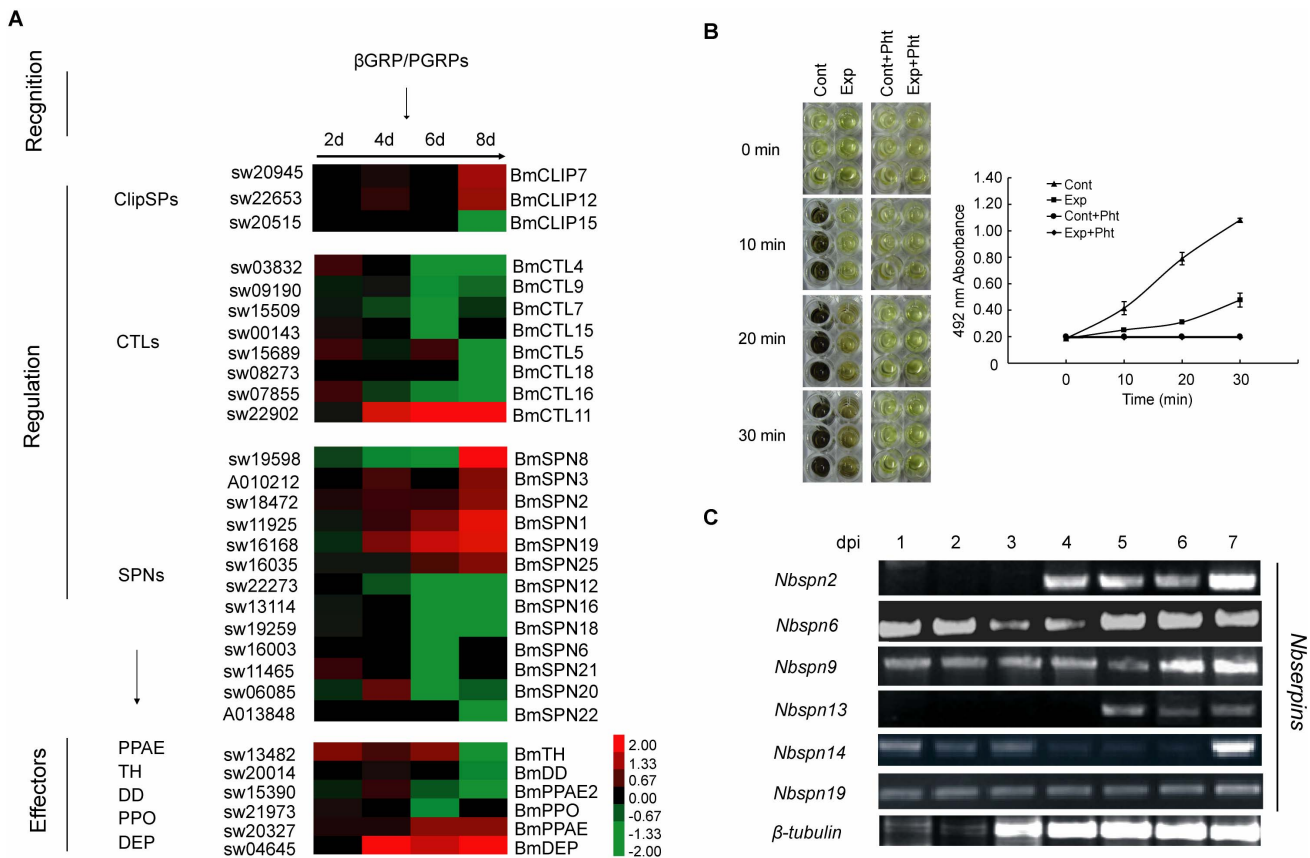 A
βGRP/PGRPs
Recgnition
2d 4d 6d 8d
Regulation
ClipSPs
sw20945 BmCLIP7
sw22653 BmCLIP12
sw20515 BmCLIP15
CTLs
sw03832 BmCTL4
sw09190 BmCTL9
sw15509 BmCTL7
sw00143 BmCTL15
sw15689 BmCTL5
sw08273 BmCTL18
sw07855 BmCTL16
sw22902 BmCTL11
SPNs
sw19598 BmSPN8
A010212 BmSPN3
sw18472 BmSPN2
sw11925 BmSPN1
sw16168 BmSPN19
sw16035 BmSPN25
sw22273 BmSPN12
sw13114 BmSPN16
sw19259 BmSPN18
sw16003 BmSPN6
sw11465 BmSPN21
sw06085 BmSPN20
A013848 BmSPN22
Effectors
PPAE
TH
DD
PPO
DEP
sw13482 BmTH
sw20014 BmDD
sw15390 BmPPAE2
sw21973 BmPPO
sw20327 BmPPAE
sw04645 BmDEP
2.00
1.33
0.67
0.00
-0.67
-1.33
-2.00
B
Cont Exp Cont+Pht Exp+Pht
0 min
10 min
20 min
30 min
492 nm Absorbance
1.40
1.20
1.00
0.80
0.60
0.40
0.20
0
Cont
Exp
Cont+Pht
Exp+Pht
0 10 20 30
Time (min)
C
dpi 1 2 3 4 5 6 7
Nbspn2
Nbspn6
Nbspn9
Nbspn13
Nbspn14
Nbspn19
β-tubulin
Nbserpins